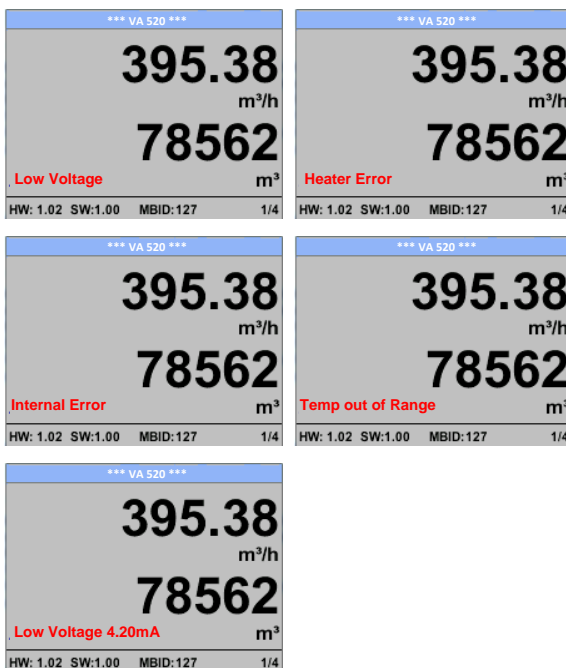 *** VA 520 ***
395.38
m³/h
78562
Low Voltage
m³
HW: 1.02 SW:1.00 MBID:127 1/4
*** VA 520 ***
395.38
m³/h
78562
Heater Error
m³
HW: 1.02 SW:1.00 MBID:127 1/4
*** VA 520 ***
395.38
m³/h
78562
Internal Error
m³
HW: 1.02 SW:1.00 MBID:127 1/4
*** VA 520 ***
395.38
m³/h
78562
Temp out of Range
m³
HW: 1.02 SW:1.00 MBID:127 1/4
*** VA 520 ***
395.38
m³/h
78562
Low Voltage 4.20mA
m³
HW: 1.02 SW:1.00 MBID:127 1/4